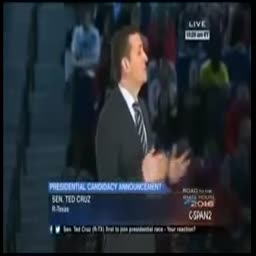 LIVE
PRESIDENTIAL CANDIDACY ANNOUNCEMENT
SEN. TED CRUZ
R-Texas
ROAD TO THE
WHITE HOUSE
2016
C-SPAN2
Sen. Ted Cruz (R-TX) first to join presidential race - Your reaction?